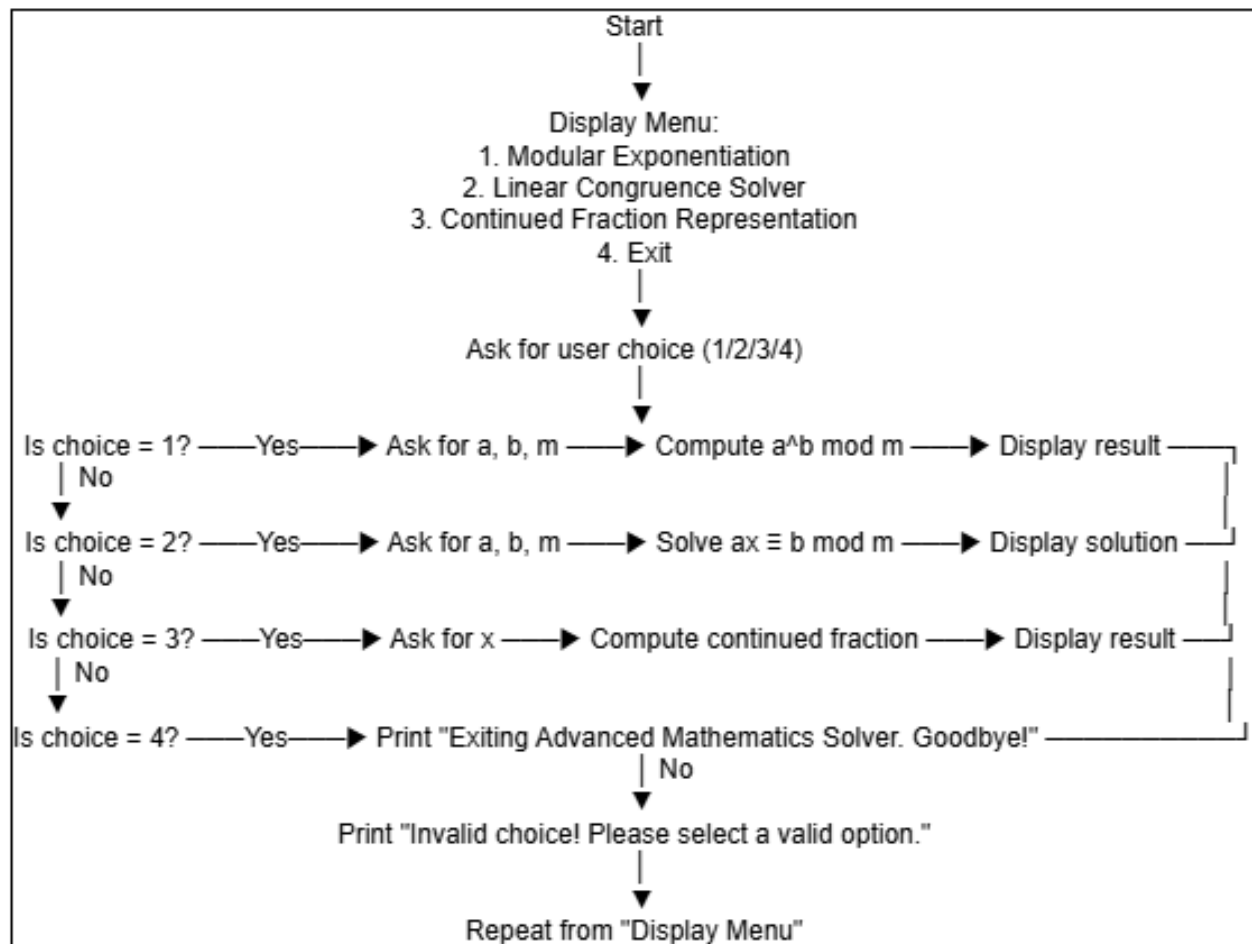 Start
Display Menu:
1. Modular Exponentiation
2. Linear Congruence Solver
3. Continued Fraction Representation
4. Exit
Ask for user choice (1/2/3/4)
Is choice = 1? Yes Ask for a, b, m Compute a^b mod m Display result
No
Is choice = 2? Yes Ask for a, b, m Solve ax ≡ b mod m Display solution
No
Is choice = 3? Yes Ask for x Compute continued fraction Display result
No
Is choice = 4? Yes Print "Exiting Advanced Mathematics Solver. Goodbye!"
No
Print "Invalid choice! Please select a valid option."
Repeat from "Display Menu"